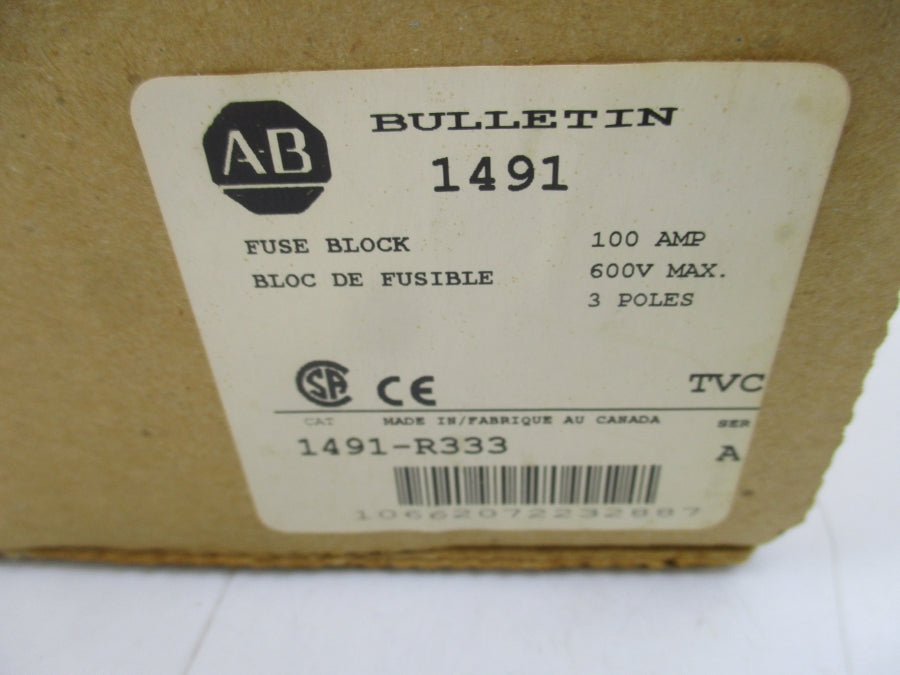 AB
BULLETIN
1491
FUSE BLOCK 100 AMP
BLOC DE FUSIBLE 600V MAX.
3 POLES
CSA CE TVC
CAT MADE IN/FABRIQUE AU CANADA SER
1491-R333 A
10662072232887